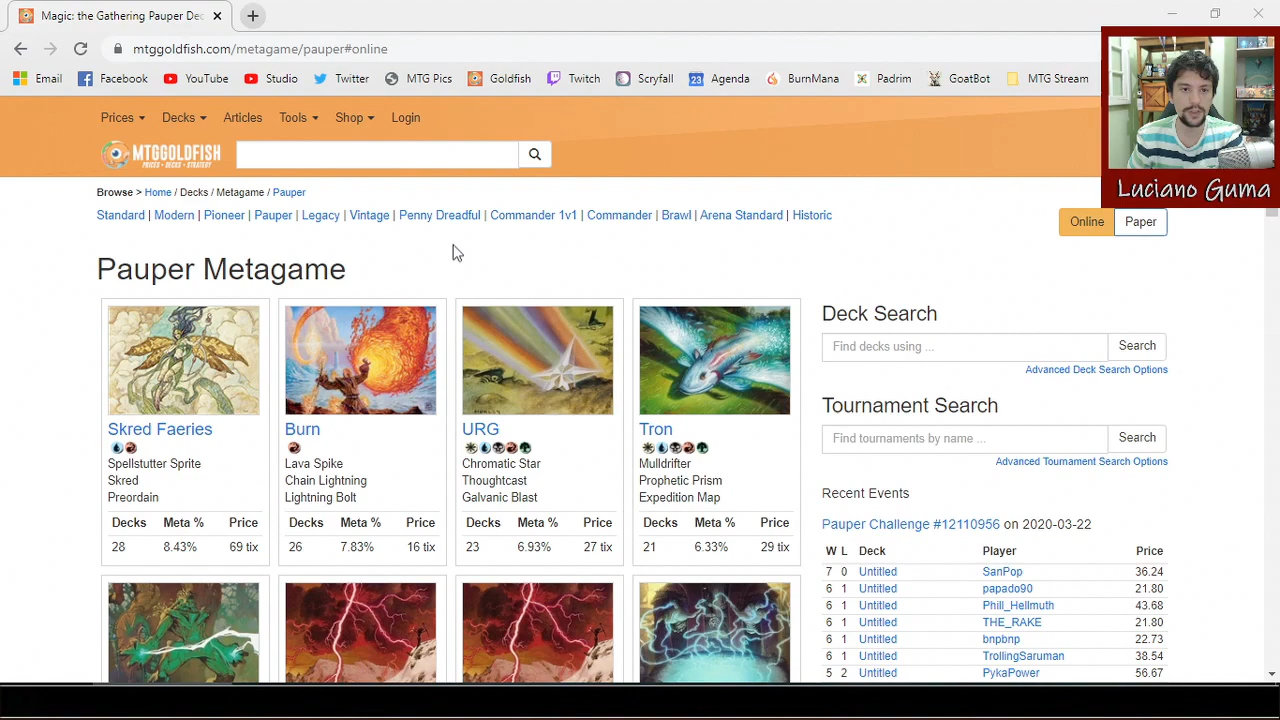 Magic: the Gathering Pauper Dec
mtggoldfish.com/metagame/pauper#online
Email Facebook YouTube Studio Twitter MTG Pics Goldfish Twitch Scryfall 23 Agenda BurnMana Padrim GoatBot MTG Stream
Luciano Guma
Prices Decks Articles Tools Shop Login
MTGGOLDFISH
PRICES • DECKS • STRATEGY
Browse > Home / Decks / Metagame / Pauper
Standard | Modern | Pioneer | Pauper | Legacy | Vintage | Penny Dreadful | Commander 1v1 | Commander | Brawl | Arena Standard | Historic
Online Paper
Pauper Metagame
Skred Faeries
Spellstutter Sprite
Skred
Preordain
Decks Meta % Price
28 8.43% 69 tix
Burn
Lava Spike
Chain Lightning
Lightning Bolt
Decks Meta % Price
26 7.83% 16 tix
URG
Chromatic Star
Thoughtcast
Galvanic Blast
Decks Meta % Price
23 6.93% 27 tix
Tron
Mulldrifter
Prophetic Prism
Expedition Map
Decks Meta % Price
21 6.33% 29 tix
Deck Search
Find decks using ... Search
Advanced Deck Search Options
Tournament Search
Find tournaments by name ... Search
Advanced Tournament Search Options
Recent Events
Pauper Challenge #12110956 on 2020-03-22
W L Deck Player Price
7 0 Untitled SanPop 36.24
6 1 Untitled papado90 21.80
6 1 Untitled Phill_Hellmuth 43.68
6 1 Untitled THE_RAKE 21.80
6 1 Untitled bnpbnp 22.73
6 1 Untitled TrollingSaruman 38.54
5 2 Untitled PykaPower 56.67